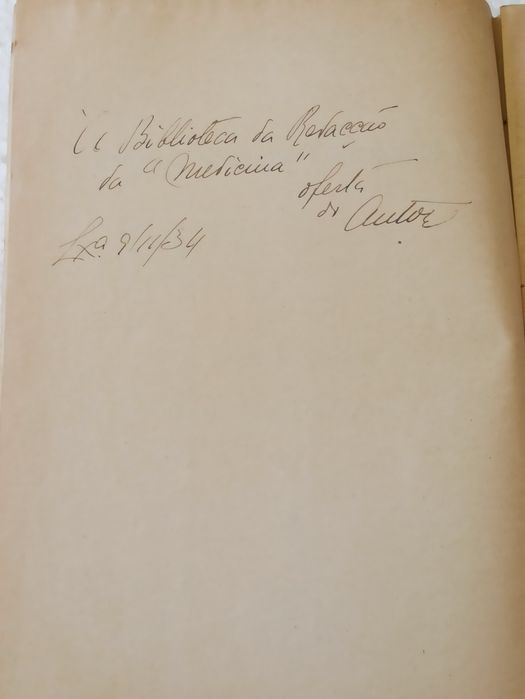 À Biblioteca da Redacção
da "Medicina"
oferta
do Autor
Lxa. 9/11/34